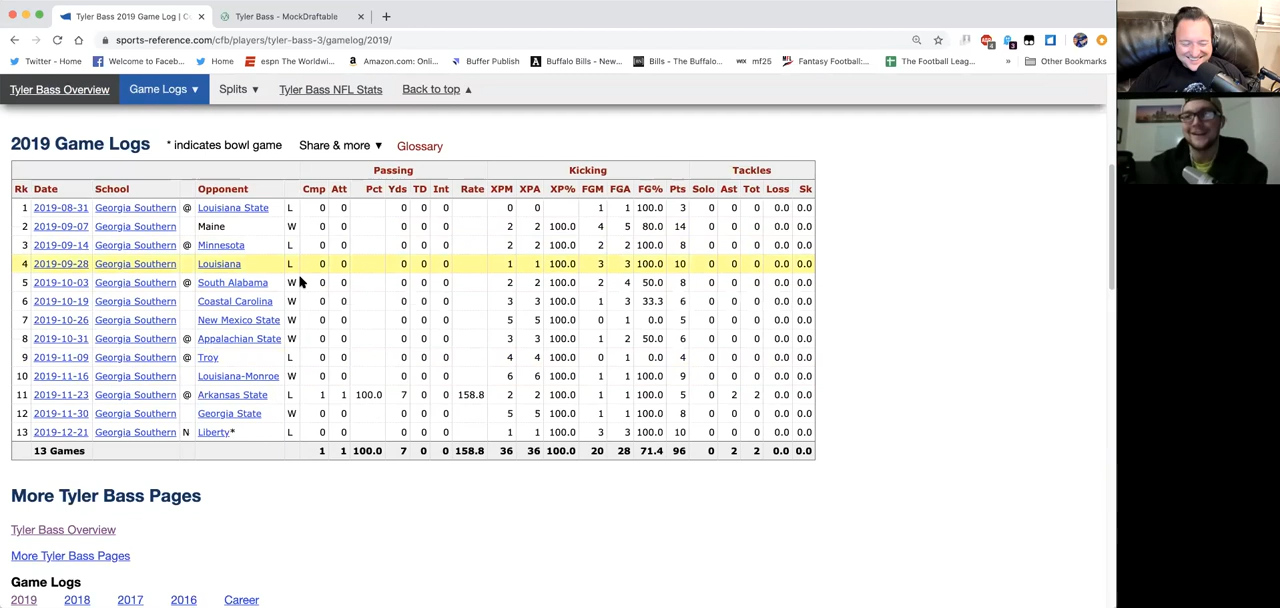 Tyler Bass 2019 Game Log | C
Tyler Bass - MockDraftable
sports-reference.com/cfb/players/tyler-bass-3/gamelog/2019/
Twitter - Home Welcome to Faceb... Home espn The Worldwi... Amazon.com: Onli... Buffer Publish Buffalo Bills - New... Bills - The Buffalo... mf25 Fantasy Football:... The Football Leag... » Other Bookmarks
Tyler Bass Overview Game Logs ▼ Splits ▼ Tyler Bass NFL Stats Back to top ▲
2019 Game Logs * indicates bowl game Share & more ▼ Glossary
Passing Kicking Tackles
Rk Date School Opponent Cmp Att Pct Yds TD Int Rate XPM XPA XP% FGM FGA FG% Pts Solo Ast Tot Loss Sk
1 2019-08-31 Georgia Southern @ Louisiana State L 0 0 0 0 0 0 0 1 1 100.0 3 0 0 0 0.0 0.0
2 2019-09-07 Georgia Southern Maine W 0 0 0 0 0 2 2 100.0 4 5 80.0 14 0 0 0 0.0 0.0
3 2019-09-14 Georgia Southern @ Minnesota L 0 0 0 0 0 2 2 100.0 2 2 100.0 8 0 0 0 0.0 0.0
4 2019-09-28 Georgia Southern Louisiana L 0 0 0 0 0 1 1 100.0 3 3 100.0 10 0 0 0 0.0 0.0
5 2019-10-03 Georgia Southern @ South Alabama W 0 0 0 0 0 2 2 100.0 2 4 50.0 8 0 0 0 0.0 0.0
6 2019-10-19 Georgia Southern Coastal Carolina W 0 0 0 0 0 3 3 100.0 1 3 33.3 6 0 0 0 0.0 0.0
7 2019-10-26 Georgia Southern New Mexico State W 0 0 0 0 0 5 5 100.0 0 1 0.0 5 0 0 0 0.0 0.0
8 2019-10-31 Georgia Southern @ Appalachian State W 0 0 0 0 0 3 3 100.0 1 2 50.0 6 0 0 0 0.0 0.0
9 2019-11-09 Georgia Southern @ Troy L 0 0 0 0 0 4 4 100.0 0 1 0.0 4 0 0 0 0.0 0.0
10 2019-11-16 Georgia Southern Louisiana-Monroe W 0 0 0 0 0 6 6 100.0 1 1 100.0 9 0 0 0 0.0 0.0
11 2019-11-23 Georgia Southern @ Arkansas State L 1 1 100.0 7 0 0 158.8 2 2 100.0 1 1 100.0 5 0 2 2 0.0 0.0
12 2019-11-30 Georgia Southern Georgia State W 0 0 0 0 0 5 5 100.0 1 1 100.0 8 0 0 0 0.0 0.0
13 2019-12-21 Georgia Southern N Liberty* L 0 0 0 0 0 1 1 100.0 3 3 100.0 10 0 0 0 0.0 0.0
13 Games 1 1 100.0 7 0 0 158.8 36 36 100.0 20 28 71.4 96 0 2 2 0.0 0.0
More Tyler Bass Pages
Tyler Bass Overview
More Tyler Bass Pages
Game Logs
2019 2018 2017 2016 Career